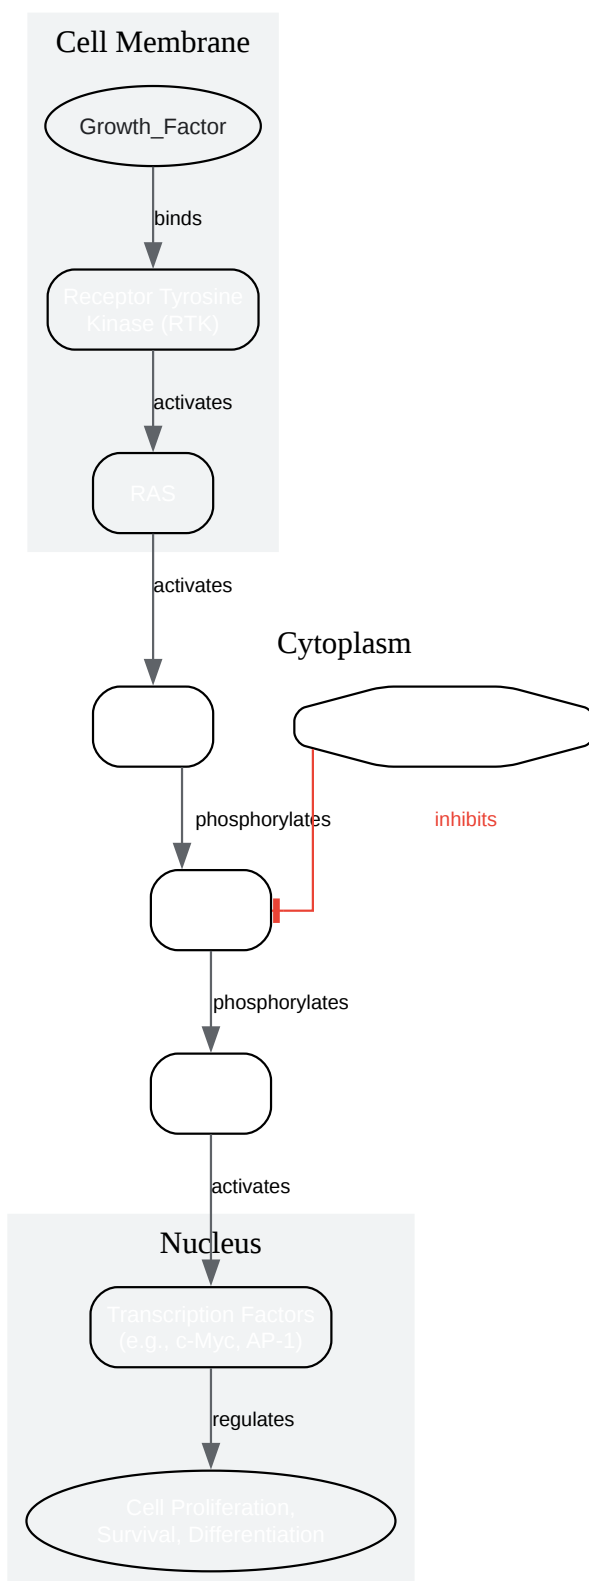 Cell Membrane
Growth_Factor
binds
Receptor Tyrosine
Kinase (RTK)
activates
RAS
activates
Cytoplasm
phosphorylates
inhibits
phosphorylates
activates
Nucleus
Transcription Factors
(e.g., c-Myc, AP-1)
regulates
Cell Proliferation,
Survival, Differentiation